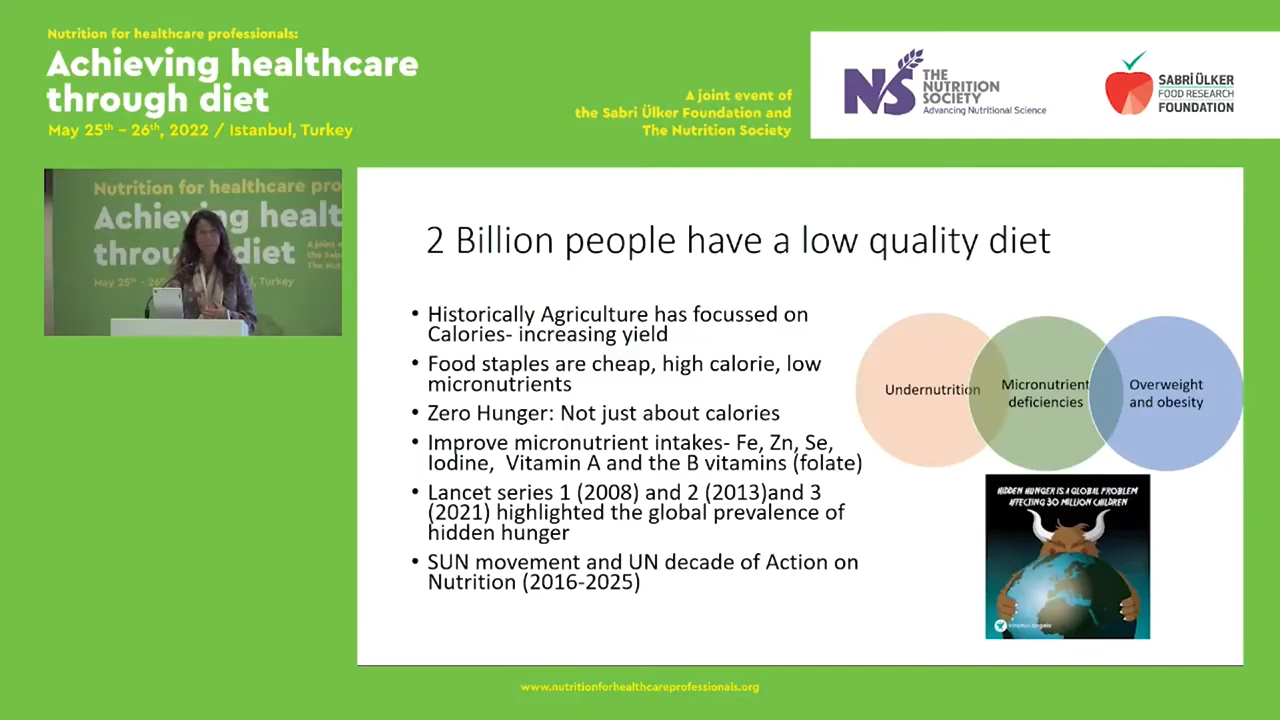 Nutrition for healthcare professionals:
Achieving healthcare
through diet
May 25th - 26th, 2022 / Istanbul, Turkey
A joint event of
the Sabri Ülker Foundation and
The Nutrition Society
NS
THE
NUTRITION
SOCIETY
Advancing Nutritional Science
SABRİ ÜLKER
FOOD RESEARCH
FOUNDATION
Nutrition for healthcare pro
Achieving healt
throu diet
May 25th - 26 l, Turkey
2 Billion people have a low quality diet
• Historically Agriculture has focussed on
Calories- increasing yield
• Food staples are cheap, high calorie, low
micronutrients
• Zero Hunger: Not just about calories
• Improve micronutrient intakes- Fe, Zn, Se,
Iodine, Vitamin A and the B vitamins (folate)
• Lancet series 1 (2008) and 2 (2013)and 3
(2021) highlighted the global prevalence of
hidden hunger
• SUN movement and UN decade of Action on
Nutrition (2016-2025)
Undernutrition
Micronutrient
deficiencies
Overweight
and obesity
HIDDEN HUNGER IS A GLOBAL PROBLEM
AFFECTING 30 MILLION CHILDREN
vitamin angels
www.nutritionforhealthcareprofessionals.org